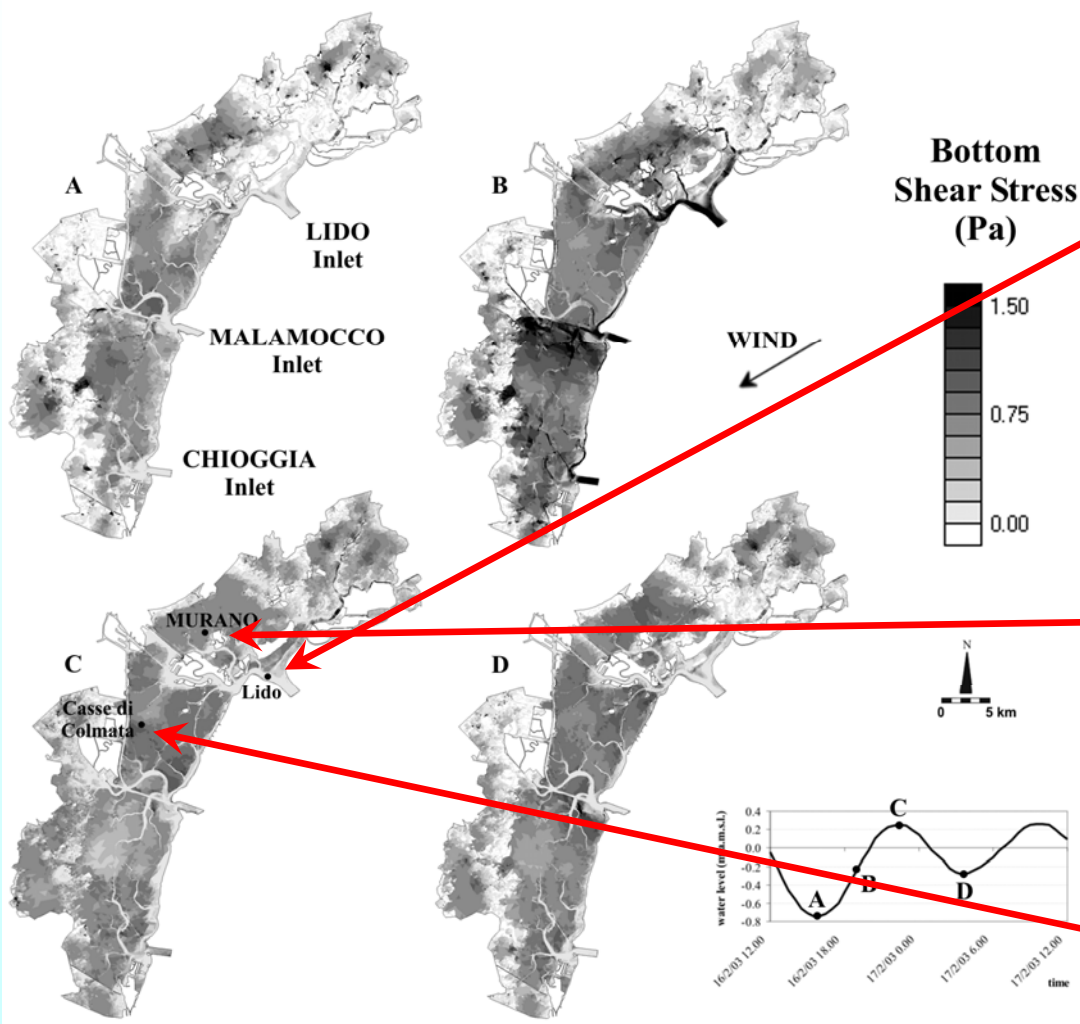 A
LIDO
Inlet
MALAMOCCO
Inlet
CHIOGGIA
Inlet
B
WIND
Bottom
Shear Stress
(Pa)
1.50
0.75
0.00
C
MURANO
Lido
Casse di
Colmata
D
N
0 5 km
water level (m a.m.s.l.)
0.4
0.2
0.0
-0.2
-0.4
-0.6
-0.8
A
B
C
D
16/2/03 12.00
16/2/03 18.00
17/2/03 0.00
17/2/03 6.00
17/2/03 12.00
time